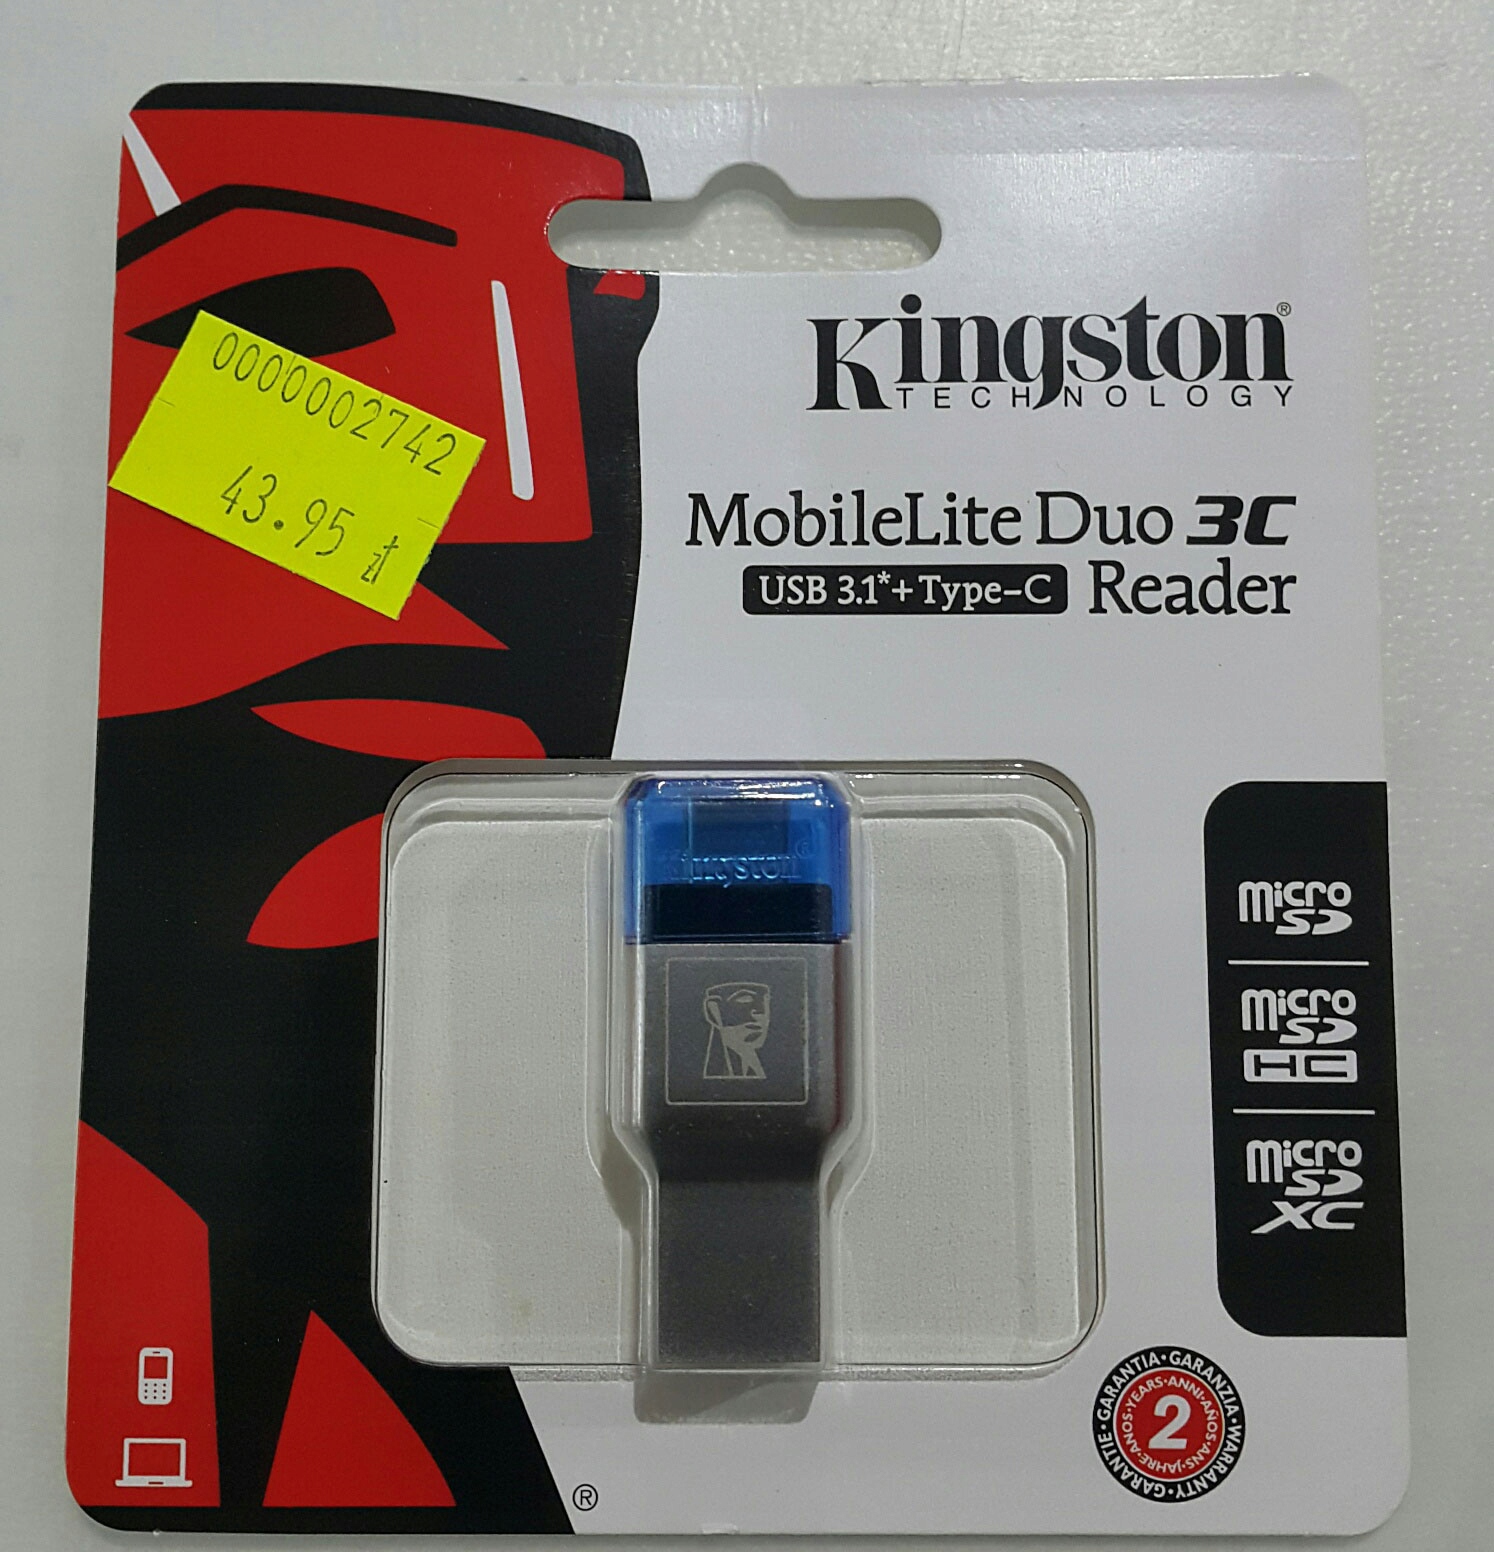 0000002742
43.95 zł
Kingston®
TECHNOLOGY
MobileLite Duo 3C
USB 3.1*+Type-C Reader
Kingston®
micro
SD
micro
SD
HC
micro
SD
XC
GARANTIA·GARANZIA·WARRANTY·GARANTIE·
YEARS·ANNI·AÑOS·ANS·JAHRE·ANOS·
2
®